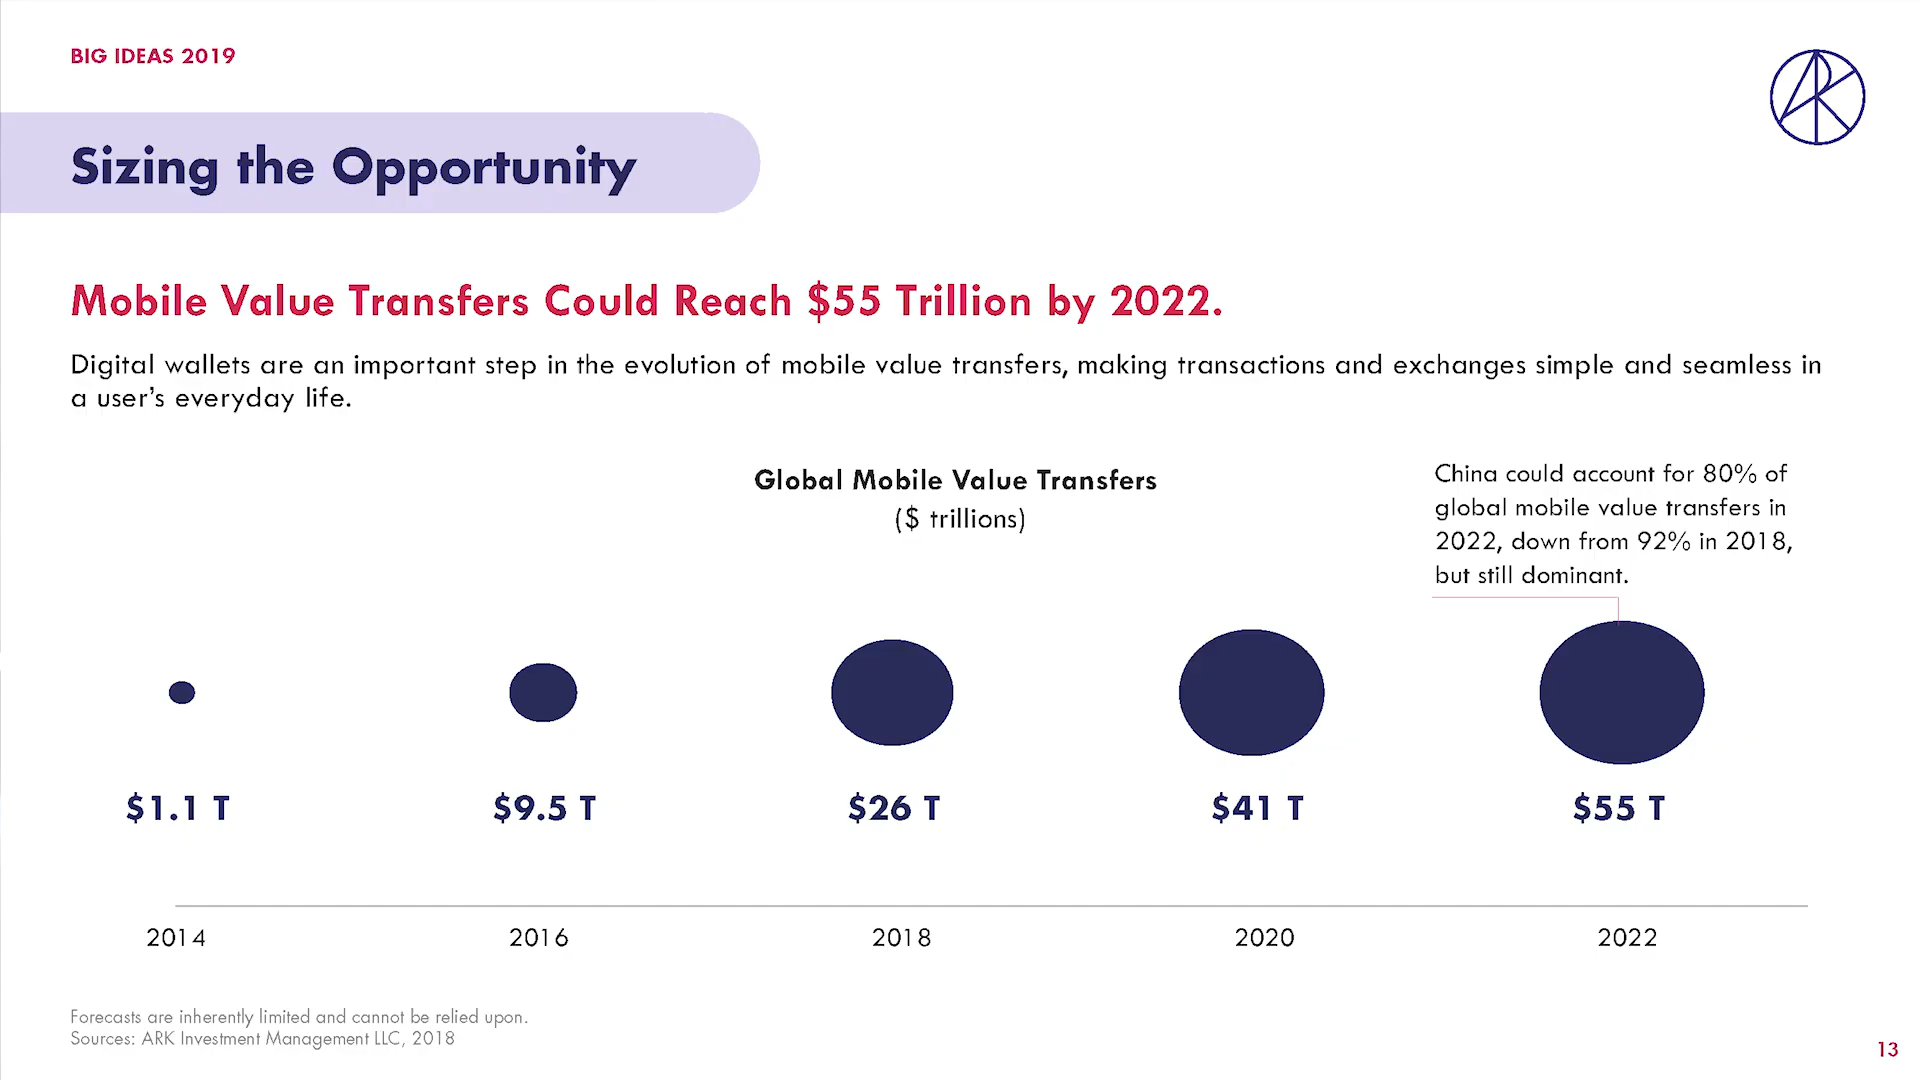 BIG IDEAS 2019
ARK
Sizing the Opportunity
Mobile Value Transfers Could Reach $55 Trillion by 2022.
Digital wallets are an important step in the evolution of mobile value transfers, making transactions and exchanges simple and seamless in
a user’s everyday life.
Global Mobile Value Transfers
($ trillions)
China could account for 80% of
global mobile value transfers in
2022, down from 92% in 2018,
but still dominant.
$1.1 T
$9.5 T
$26 T
$41 T
$55 T
2014
2016
2018
2020
2022
Forecasts are inherently limited and cannot be relied upon.
Sources: ARK Investment Management LLC, 2018
13